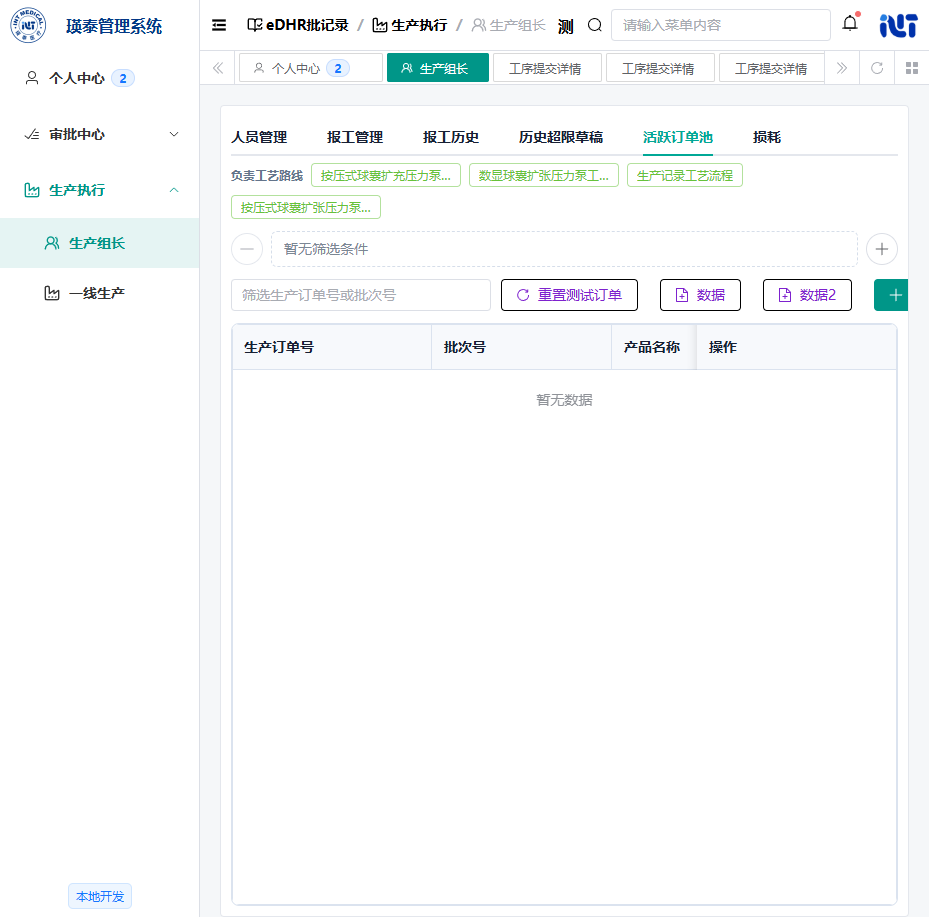 瑛泰管理系统
eDHR批记录 / 生产执行 / 生产组长 测 请输入菜单内容
INT
个人中心 2
审批中心
生产执行
生产组长
一线生产
本地开发
个人中心 2 生产组长 工序提交详情 工序提交详情 工序提交详情
人员管理 报工管理 报工历史 历史超限草稿 活跃订单池 损耗
负责工艺路线 按压式球囊扩充压力泵... 数显球囊扩张压力泵工... 生产记录工艺流程
按压式球囊扩张压力泵...
暂无筛选条件
筛选生产订单号或批次号 重置测试订单 数据 数据2
生产订单号 批次号 产品名称 操作
暂无数据